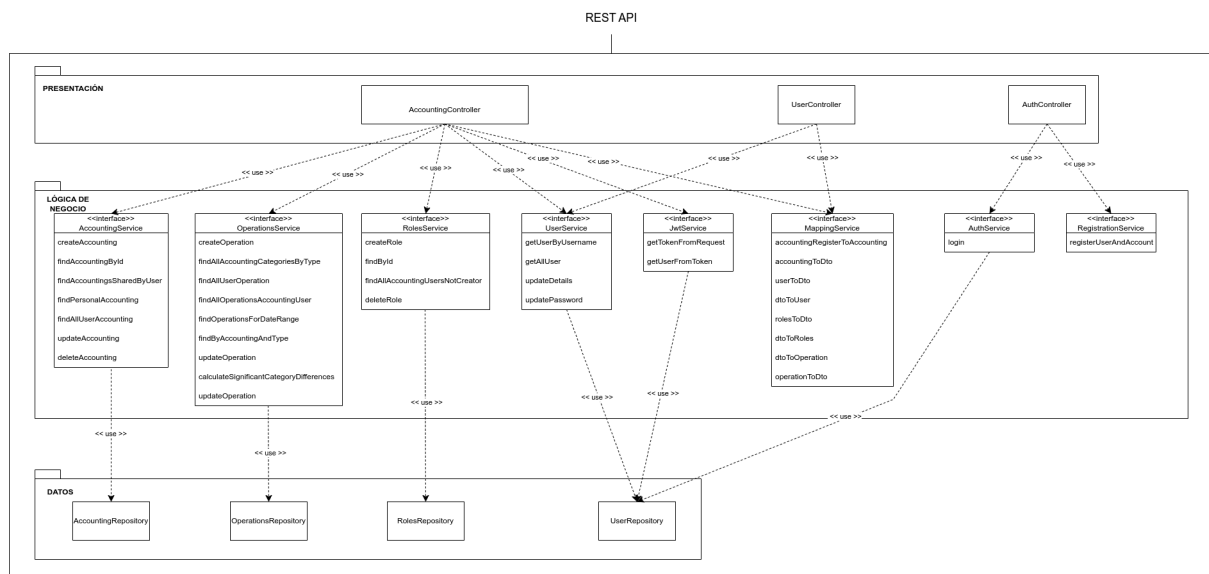 REST API
PRESENTACIÓN
AccountingController
UserController
AuthController
<< use >>
<< use >>
<< use >>
<< use >>
<< use >>
<< use >>
<< use >>
<< use >>
<< use >>
<< use >>
LÓGICA DE
NEGOCIO
<<interface>>
AccountingService
createAccounting
findAccountingById
findAccountingsSharedByUser
findPersonalAccounting
findAllUserAccounting
updateAccounting
deleteAccounting
<<interface>>
OperationsService
createOperation
findAllAccountingCategoriesByType
findAllUserOperation
findAllOperationsAccountingUser
findOperationsForDateRange
findByAccountingAndType
updateOperation
calculateSignificantCategoryDifferences
updateOperation
<<interface>>
RolesService
createRole
findById
findAllAccountingUsersNotCreator
deleteRole
<<interface>>
UserService
getUserByUsername
getAllUser
updateDetails
updatePassword
<<interface>>
JwtService
getTokenFromRequest
getUserFromToken
<<interface>>
MappingService
accountingRegisterToAccounting
accountingToDto
userToDto
dtoToUser
rolesToDto
dtoToRoles
dtoToOperation
operationToDto
<<interface>>
AuthService
login
<<interface>>
RegistrationService
registerUserAndAccount
<< use >>
<< use >>
<< use >>
<< use >>
<< use >>
<< use >>
DATOS
AccountingRepository
OperationsRepository
RolesRepository
UserRepository